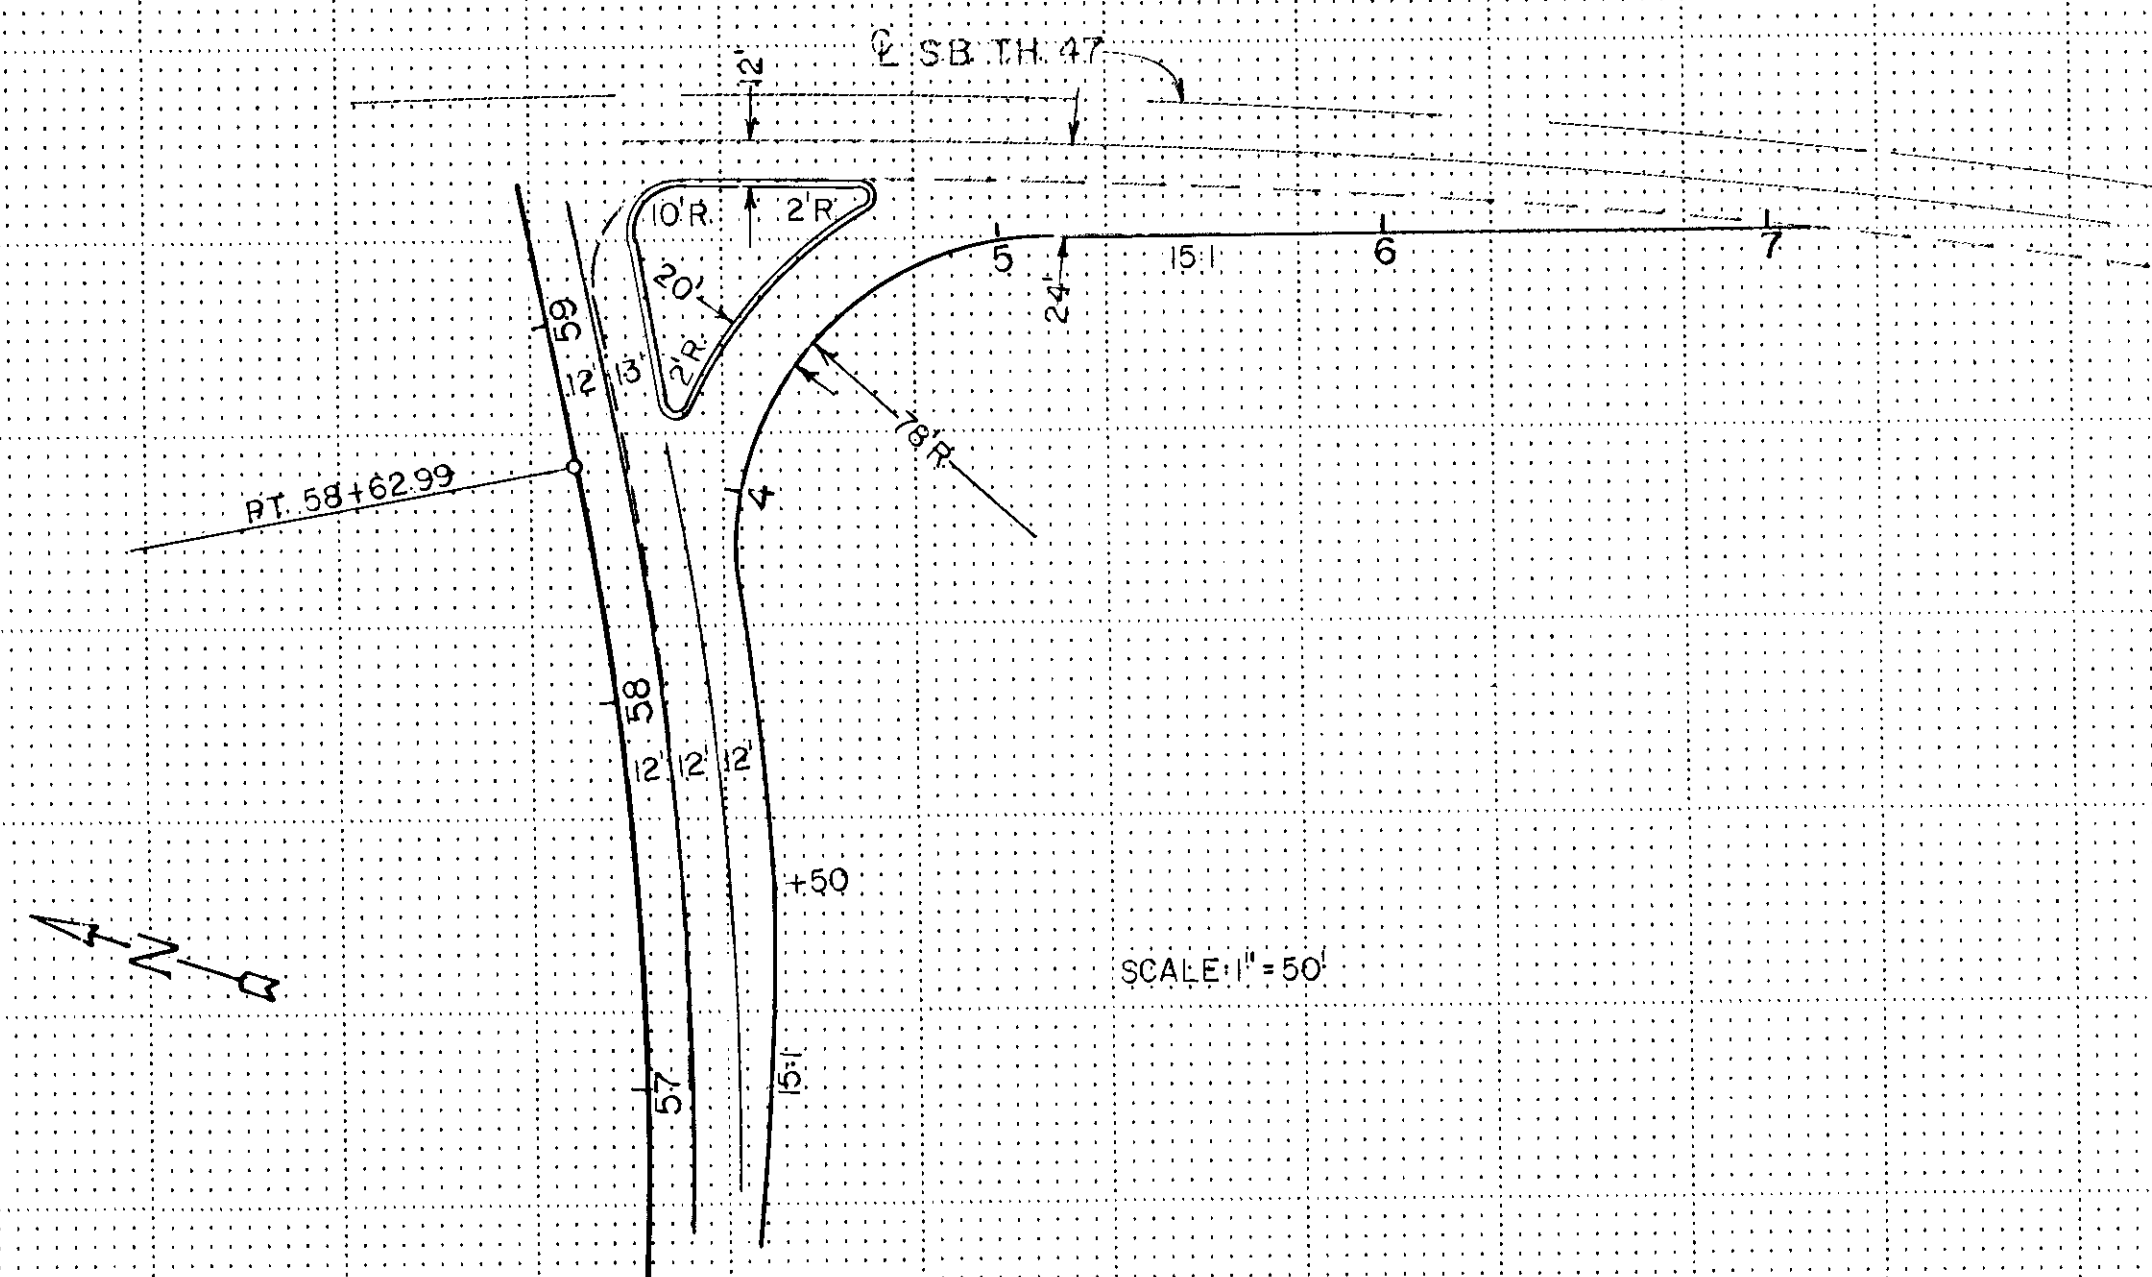 ℄ S.B. T.H. 47
12'
10'R.
2'R.
5
15:1
6
7
24'
20'
59
2'R.
12'
13'
78'R.
P.T. 58+62.99
4
58
12'
12'
12'
+50
N
SCALE: 1" = 50'
57
15:1